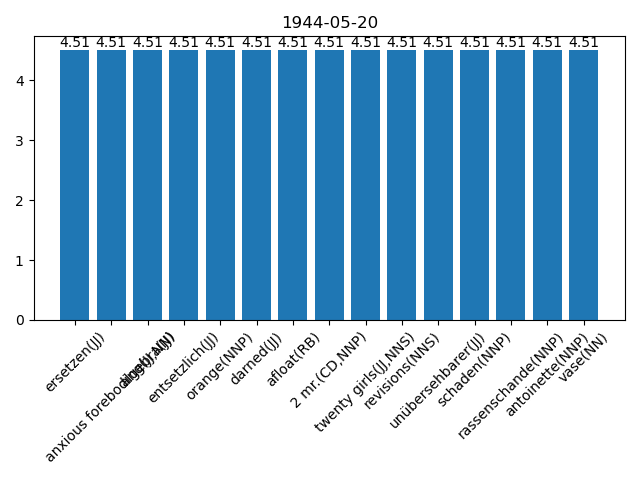 1944-05-20
4.51 4.51 4.51 4.51 4.51 4.51 4.51 4.51 4.51 4.51 4.51 4.51 4.51 4.51 4.51
4
3
2
1
0
ersetzen(JJ)
anxious
entsetzlich(JJ)
orange(NNP)
darned(JJ)
afloat(RB)
2 mr.(CD,NNP)
twenty girls(JJ,NNS)
revisions(NNS)
unübersehbarer(JJ)
schaden(NNP)
rassenschande(NNP)
antoinette(NNP)
vase(NN)